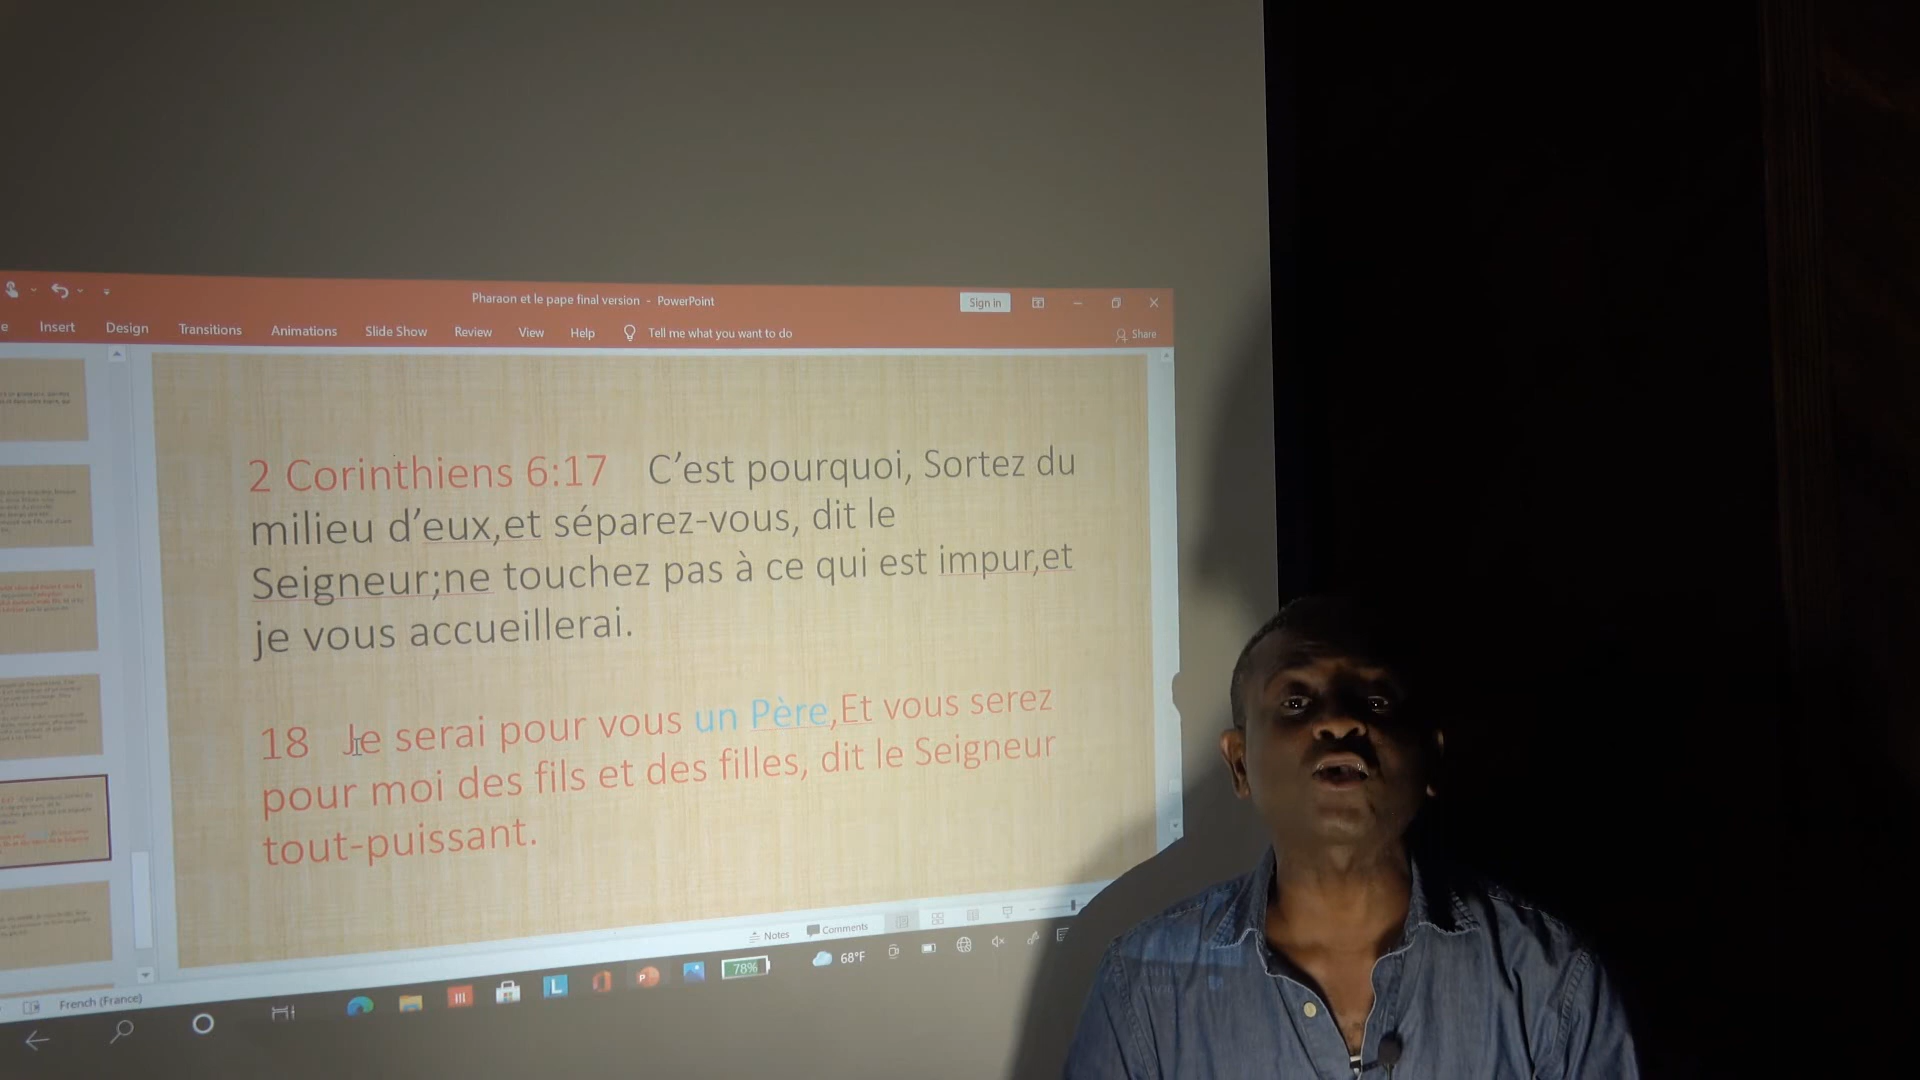 Pharaon et le pape final version - PowerPoint
Sign in
Insert Design Transitions Animations Slide Show Review View Help Tell me what you want to do
Share
2 Corinthiens 6:17 C’est pourquoi, Sortez du
milieu d’eux,et séparez-vous, dit le
Seigneur;ne touchez pas à ce qui est impur,et
je vous accueillerai.
18 Je serai pour vous un Père,Et vous serez
pour moi des fils et des filles, dit le Seigneur
tout-puissant.
Notes Comments
French (France)
78% 68°F